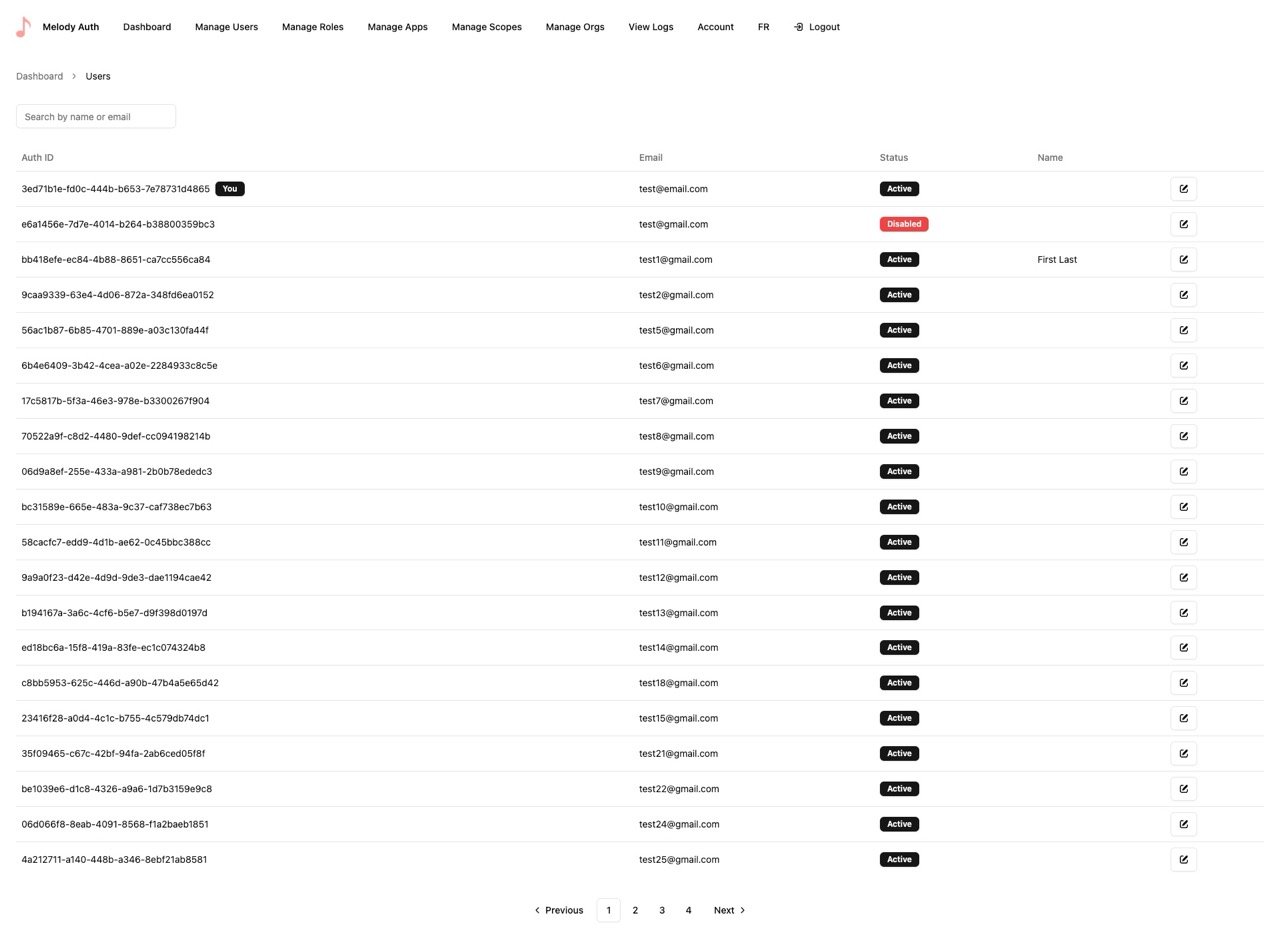 Melody Auth Dashboard Manage Users Manage Roles Manage Apps Manage Scopes Manage Orgs View Logs Account FR Logout
Dashboard > Users
Search by name or email
Auth ID Email Status Name
3ed71b1e-fd0c-444b-b653-7e78731d4865 You test@email.com Active
e6a1456e-7d7e-4014-b264-b38800359bc3 test@gmail.com Disabled
bb418efe-ec84-4b88-8651-ca7cc556ca84 test1@gmail.com Active First Last
9caa9339-63e4-4d06-872a-348fd6ea0152 test2@gmail.com Active
56ac1b87-6b85-4701-889e-a03c130fa44f test5@gmail.com Active
6b4e6409-3b42-4cea-a02e-2284933c8c5e test6@gmail.com Active
17c5817b-5f3a-46e3-978e-b3300267f904 test7@gmail.com Active
70522a9f-c8d2-4480-9def-cc094198214b test8@gmail.com Active
06d9a8ef-255e-433a-a981-2b0b78ededc3 test9@gmail.com Active
bc31589e-665e-483a-9c37-caf738ec7b63 test10@gmail.com Active
58cacfc7-edd9-4d1b-ae62-0c45bbc388cc test11@gmail.com Active
9a9a0f23-d42e-4d9d-9de3-dae1194cae42 test12@gmail.com Active
b194167a-3a6c-4cf6-b5e7-d9f398d0197d test13@gmail.com Active
ed18bc6a-15f8-419a-83fe-ec1c074324b8 test14@gmail.com Active
c8bb5953-625c-446d-a90b-47b4a5e65d42 test18@gmail.com Active
23416f28-a0d4-4c1c-b755-4c579db74dc1 test15@gmail.com Active
35f09465-c67c-42bf-94fa-2ab6ced05f8f test21@gmail.com Active
be1039e6-d1c8-4326-a9a6-1d7b3159e9c8 test22@gmail.com Active
06d066f8-8eab-4091-8568-f1a2baeb1851 test24@gmail.com Active
4a212711-a140-448b-a346-8ebf21ab8581 test25@gmail.com Active
Previous 1 2 3 4 Next